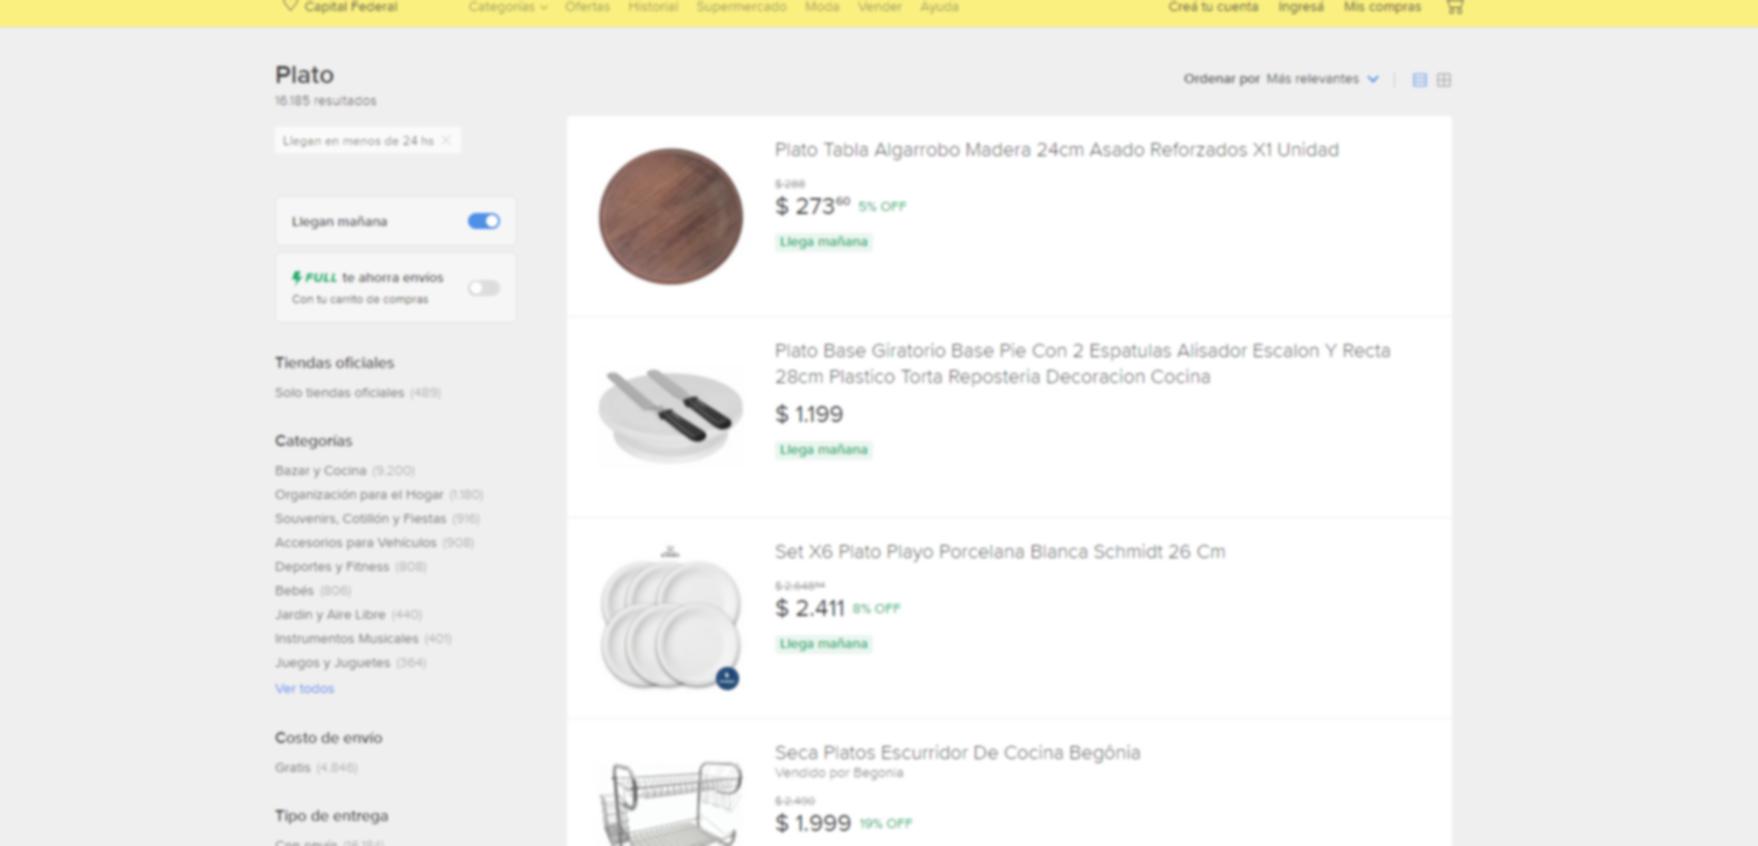 Capital Federal
Categorías Ofertas Historial Supermercado Moda Vender Ayuda
Creá tu cuenta Ingresá Mis compras
Plato
16.185 resultados
Ordenar por Más relevantes
Llegan en menos de 24 hs
Llegan mañana
FULL te ahorra envíos
Con tu carrito de compras
Tiendas oficiales
Solo tiendas oficiales (489)
Categorías
Bazar y Cocina (9.200)
Organización para el Hogar (1.180)
Souvenirs, Cotillón y Fiestas (916)
Accesorios para Vehículos (908)
Deportes y Fitness (808)
Bebés (806)
Jardín y Aire Libre (440)
Instrumentos Musicales (401)
Juegos y Juguetes (364)
Ver todos
Costo de envío
Gratis (4.846)
Tipo de entrega
Con envío (16.184)
Plato Tabla Algarrobo Madera 24cm Asado Reforzados X1 Unidad
$ 288
$ 273 60 5% OFF
Llega mañana
Plato Base Giratorio Base Pie Con 2 Espatulas Alisador Escalon Y Recta
28cm Plastico Torta Reposteria Decoracion Cocina
$ 1.199
Llega mañana
Set X6 Plato Playo Porcelana Blanca Schmidt 26 Cm
$ 2.411 8% OFF
Llega mañana
Seca Platos Escurridor De Cocina Begônia
Vendido por Begonia
$ 2.490
$ 1.999 19% OFF